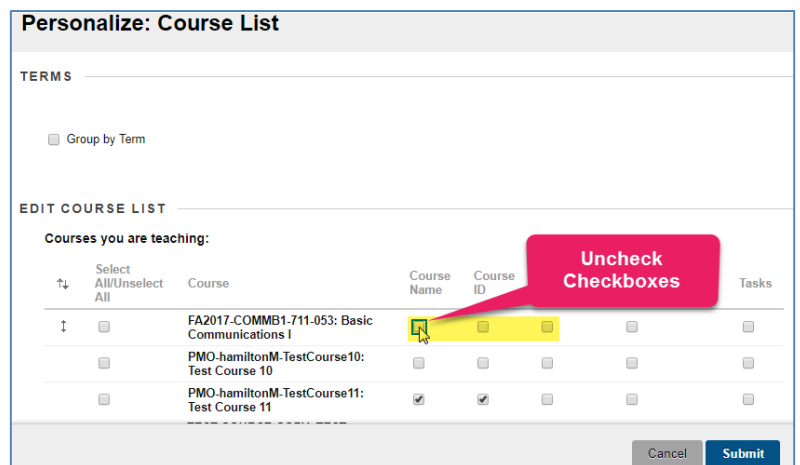 Personalize: Course List
TERMS
Group by Term
EDIT COURSE LIST
Courses you are teaching:
Select
All/Unselect
All
Course
Course
Name
Course
ID
Uncheck
Checkboxes
Tasks
FA2017-COMMB1-711-053: Basic
Communications I
PMO-hamiltonM-TestCourse10:
Test Course 10
PMO-hamiltonM-TestCourse11:
Test Course 11
Cancel
Submit